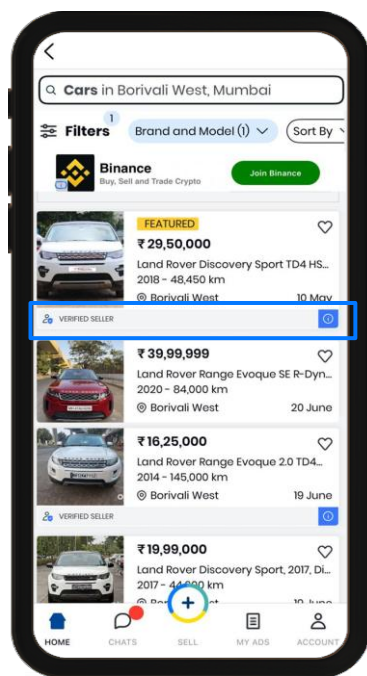 Cars in Borivali West, Mumbai
1
Filters
Brand and Model (1)
Sort By
Binance
Buy, Sell and Trade Crypto
Join Binance
FEATURED
₹ 29,50,000
Land Rover Discovery Sport TD4 HS...
2018 - 48,450 km
Borivali West
10 May
VERIFIED SELLER
₹ 39,99,999
Land Rover Range Evoque SE R-Dyn...
2020 - 84,000 km
Borivali West
20 June
₹ 16,25,000
Land Rover Range Evoque 2.0 TD4...
2014 - 145,000 km
Borivali West
19 June
VERIFIED SELLER
₹ 19,99,000
Land Rover Discovery Sport, 2017, Di...
2017 -
km
HOME
CHATS
SELL
MY ADS
ACCOUNT